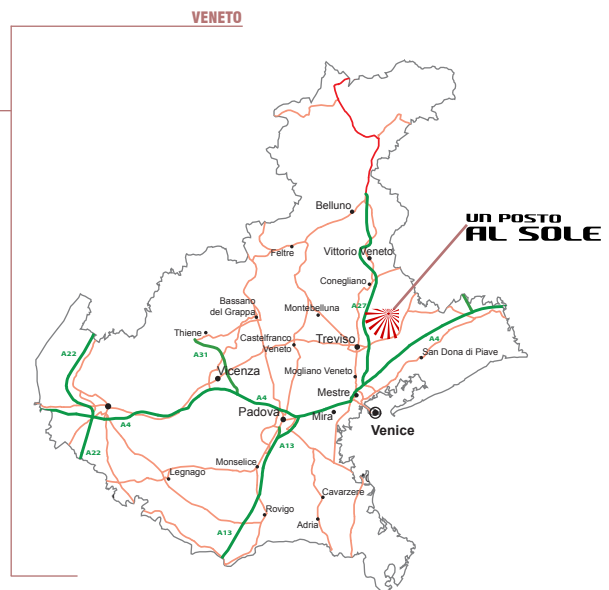 VENETO
Belluno
UN POSTO
AL SOLE
Feltre
Vittorio Veneto
Conegliano
Bassano
del Grappa
Montebelluna
A27
Thiene
Castelfranco
Veneto
Treviso
A4
A22
A31
San Dona di Piave
Vicenza
Mogliano Veneto
A4
Mestre
Padova
Mira
A4
Venice
A22
A13
Monselice
Legnago
Cavarzere
Rovigo
Adria
A13